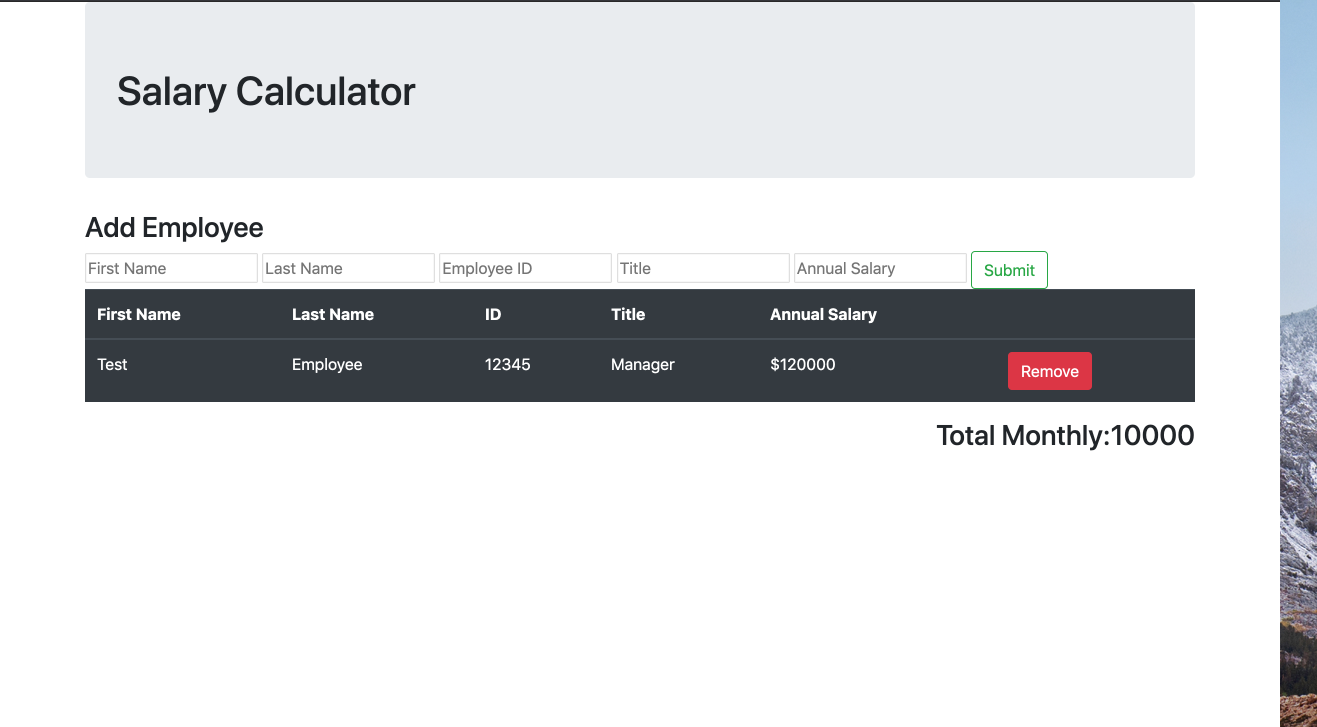 Salary Calculator
Add Employee
First Name Last Name Employee ID Title Annual Salary Submit
First Name Last Name ID Title Annual Salary
Test Employee 12345 Manager $120000 Remove
Total Monthly:10000